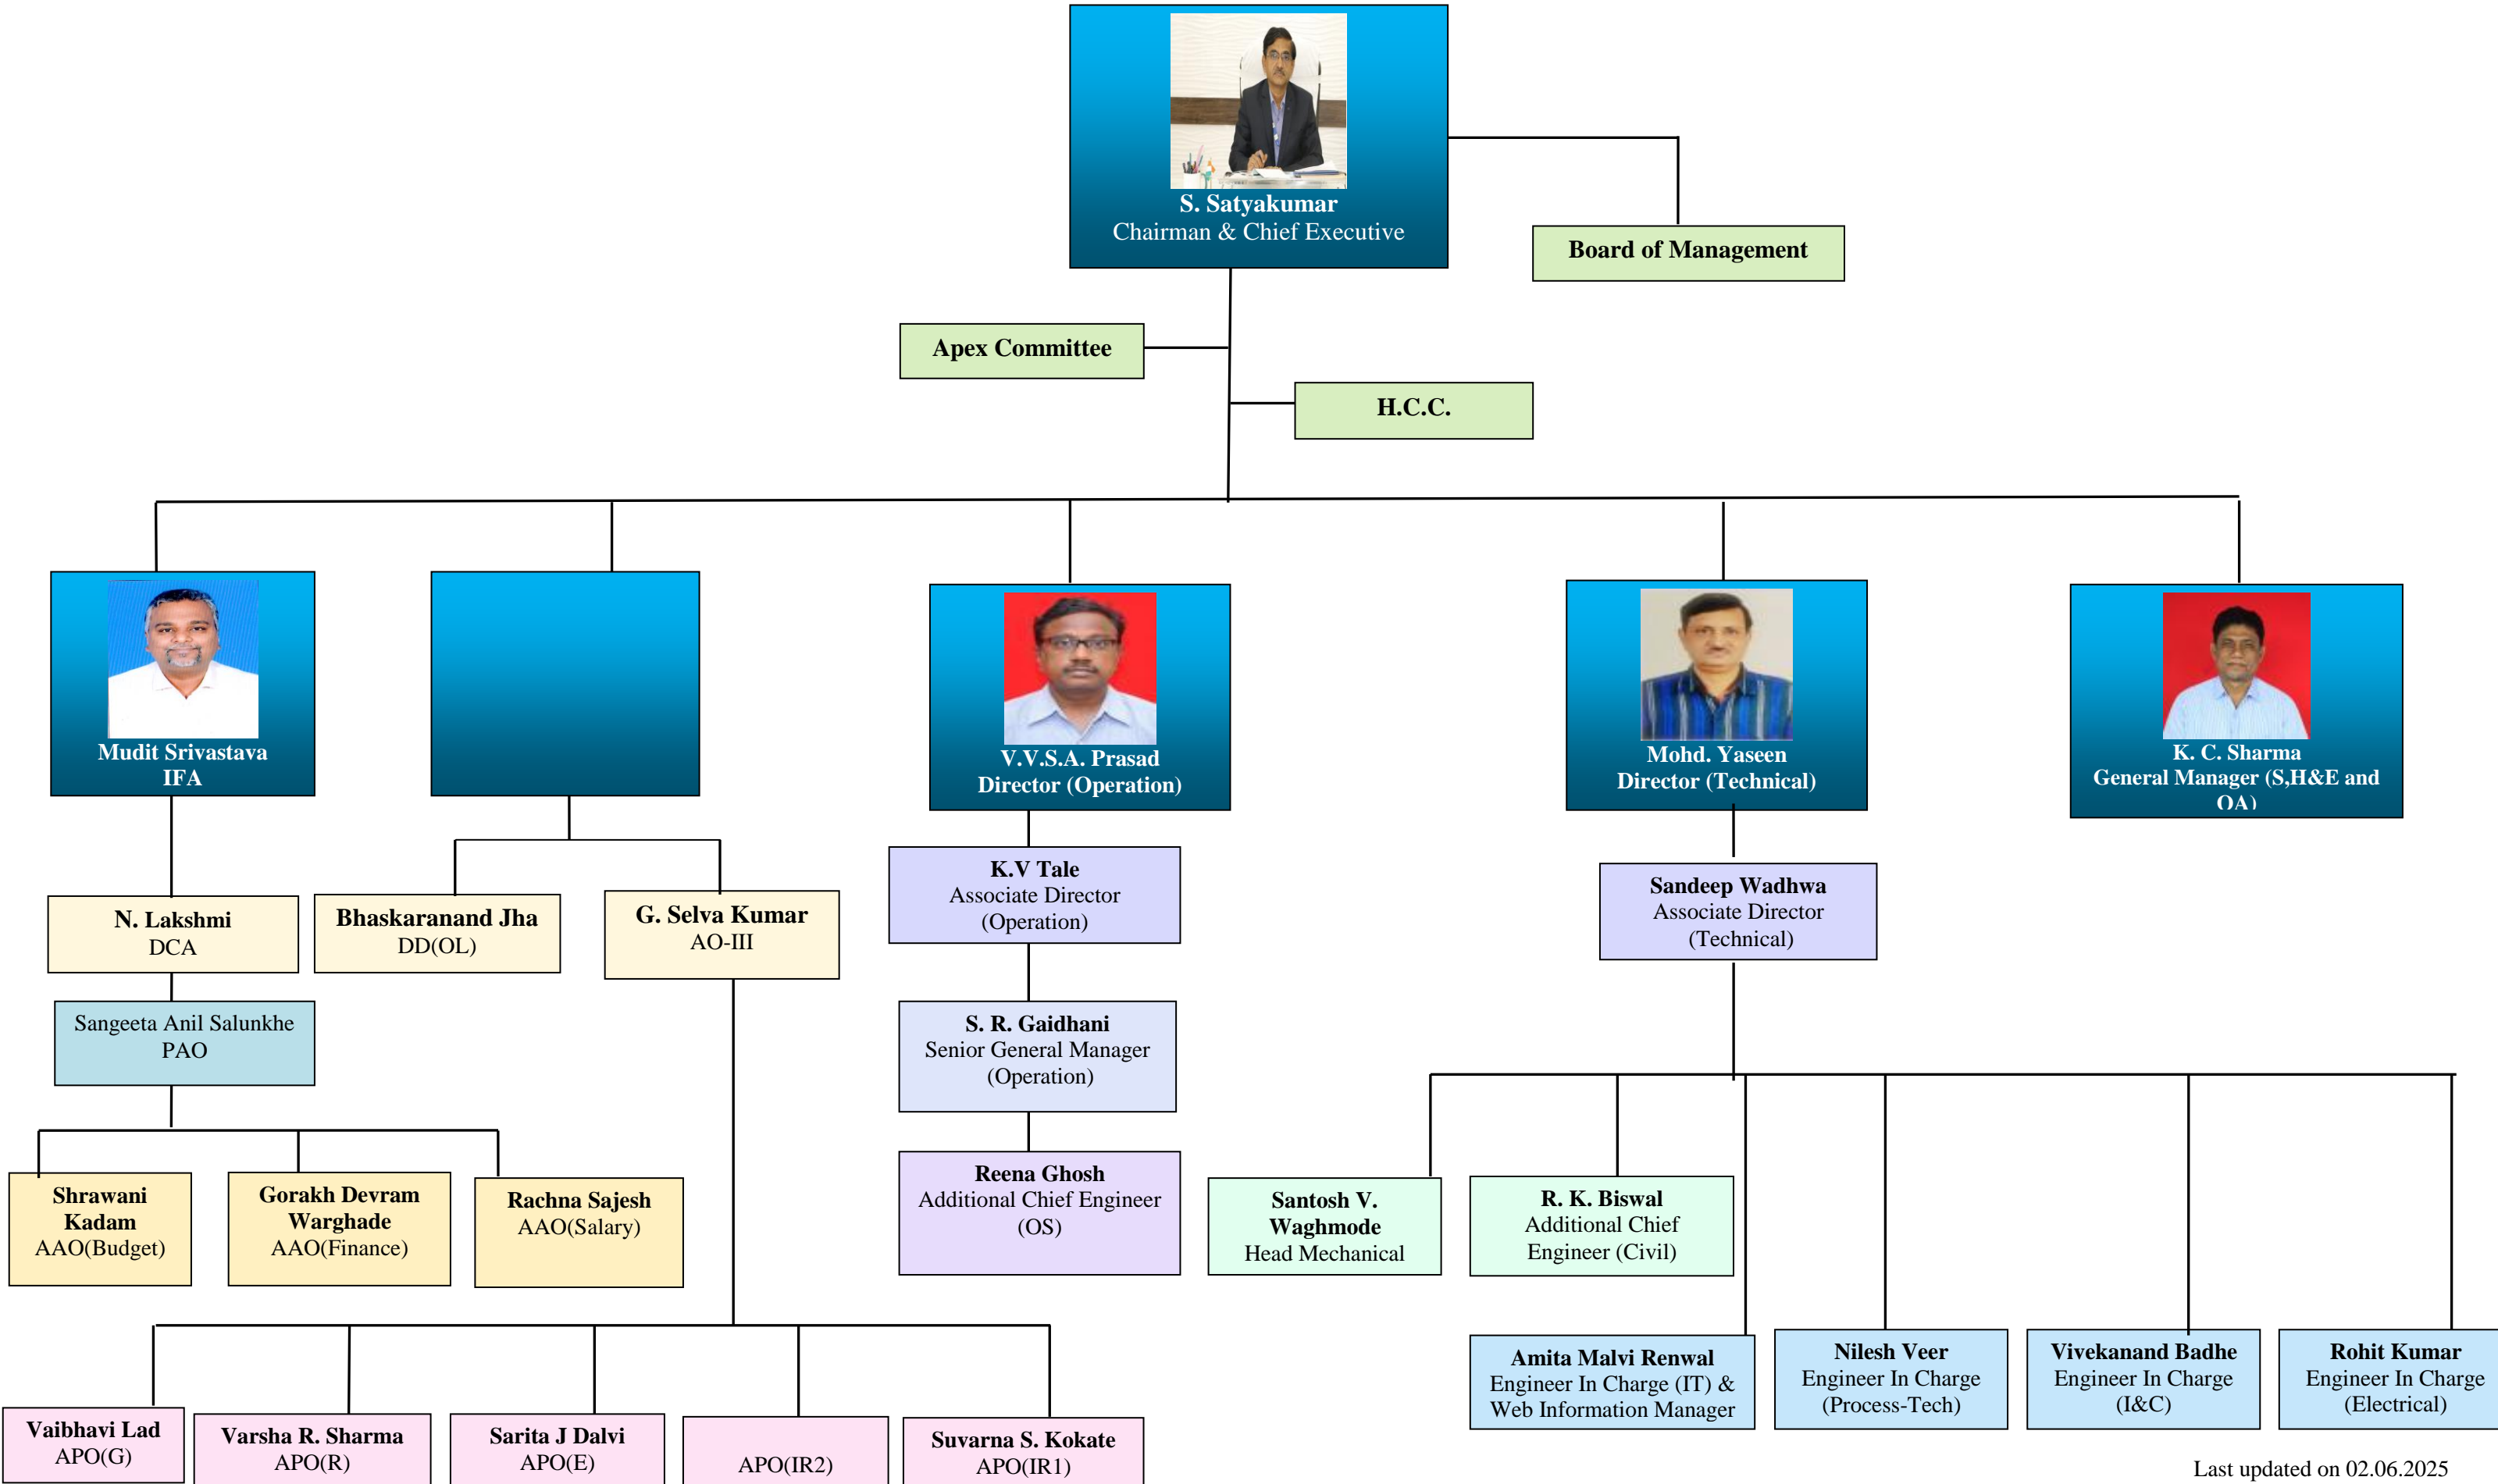 S. Satyakumar
Chairman & Chief Executive
Board of Management
Apex Committee
H.C.C.
Mudit Srivastava
IFA
V.V.S.A. Prasad
Director (Operation)
Mohd. Yaseen
Director (Technical)
K. C. Sharma
General Manager (S,H&E and
QA)
N. Lakshmi
DCA
Bhaskaranand Jha
DD(OL)
G. Selva Kumar
AO-III
K.V Tale
Associate Director
(Operation)
Sandeep Wadhwa
Associate Director
(Technical)
Sangeeta Anil Salunkhe
PAO
S. R. Gaidhani
Senior General Manager
(Operation)
Shrawani
Kadam
AAO(Budget)
Gorakh Devram
Warghade
AAO(Finance)
Rachna Sajesh
AAO(Salary)
Reena Ghosh
Additional Chief Engineer
(OS)
Santosh V.
Waghmode
Head Mechanical
R. K. Biswal
Additional Chief
Engineer (Civil)
Amita Malvi Renwal
Engineer In Charge (IT) &
Web Information Manager
Nilesh Veer
Engineer In Charge
(Process-Tech)
Vivekanand Badhe
Engineer In Charge
(I&C)
Rohit Kumar
Engineer In Charge
(Electrical)
Vaibhavi Lad
APO(G)
Varsha R. Sharma
APO(R)
Sarita J Dalvi
APO(E)
APO(IR2)
Suvarna S. Kokate
APO(IR1)
Last updated on 02.06.2025